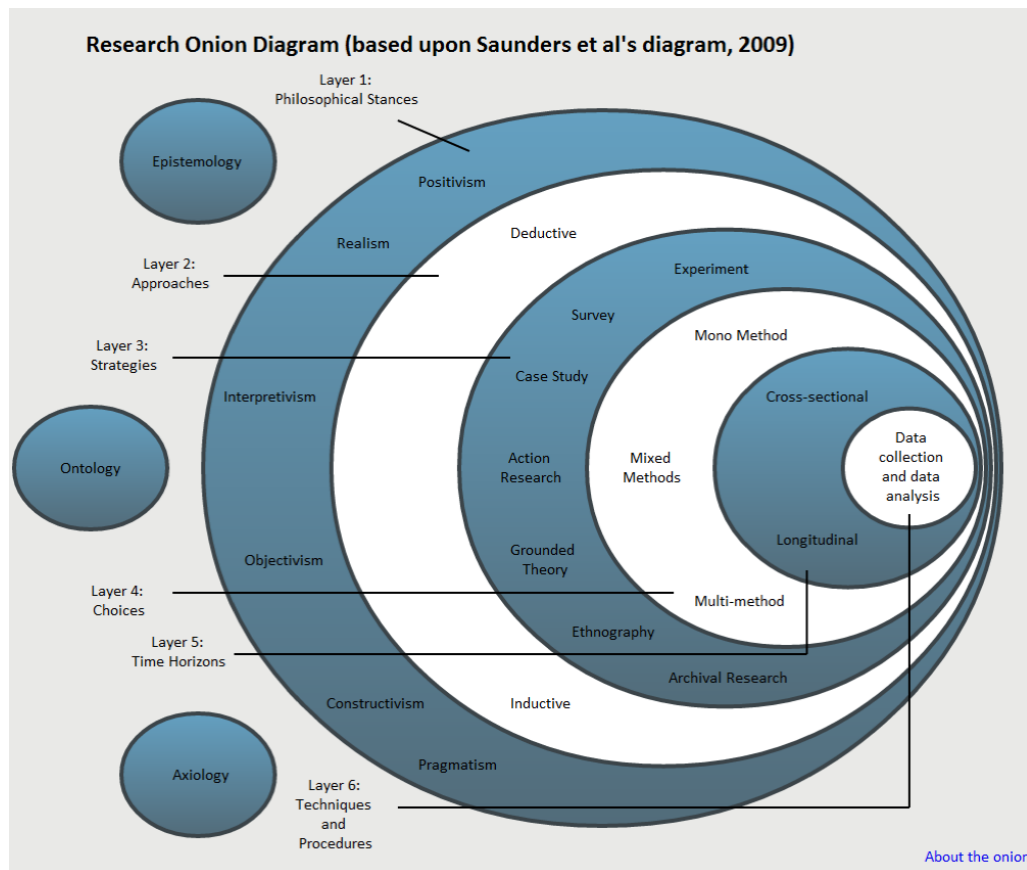 Research Onion Diagram (based upon Saunders et al's diagram, 2009)
Layer 1:
Philosophical Stances
Epistemology
Positivism
Realism
Deductive
Layer 2:
Approaches
Experiment
Survey
Mono Method
Layer 3:
Strategies
Case Study
Interpretivism
Cross-sectional
Ontology
Action
Research
Mixed
Methods
Data
collection
and data
analysis
Longitudinal
Objectivism
Grounded
Theory
Layer 4:
Choices
Multi-method
Ethnography
Layer 5:
Time Horizons
Archival Research
Constructivism
Inductive
Axiology
Pragmatism
Layer 6:
Techniques
and
Procedures
About the onion